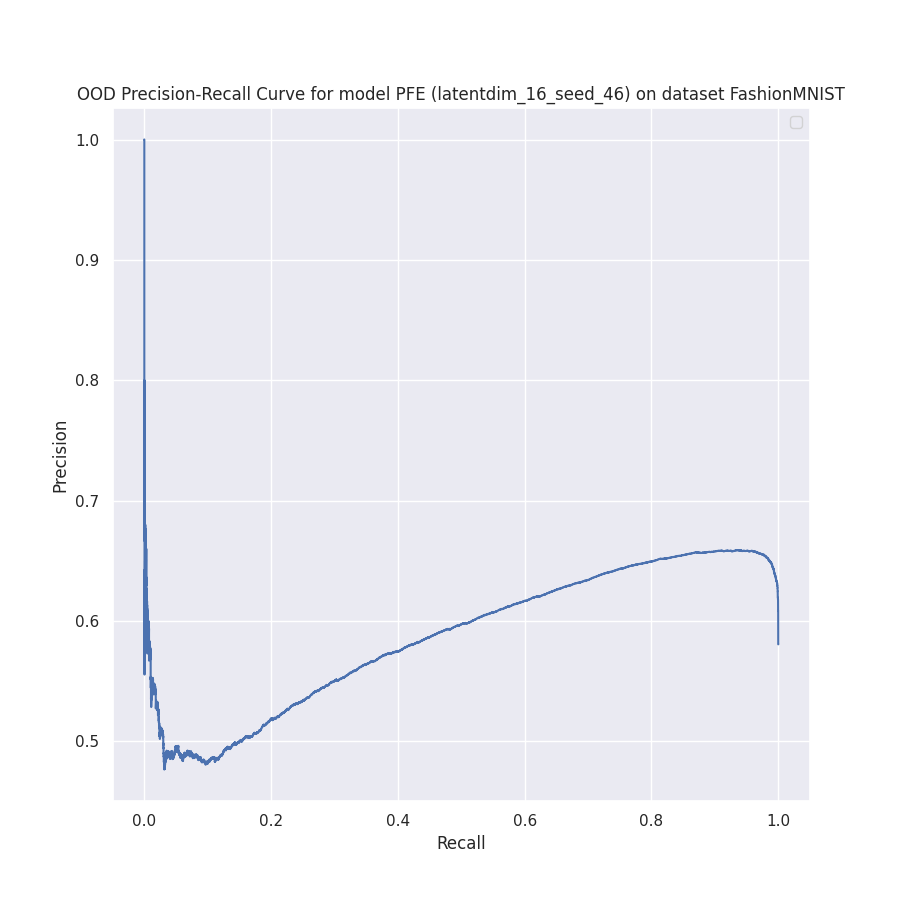 OOD Precision-Recall Curve for model PFE (latentdim_16_seed_46) on dataset FashionMNIST
1.0
0.9
0.8
0.7
0.6
0.5
Precision
0.0 0.2 0.4 0.6 0.8 1.0
Recall